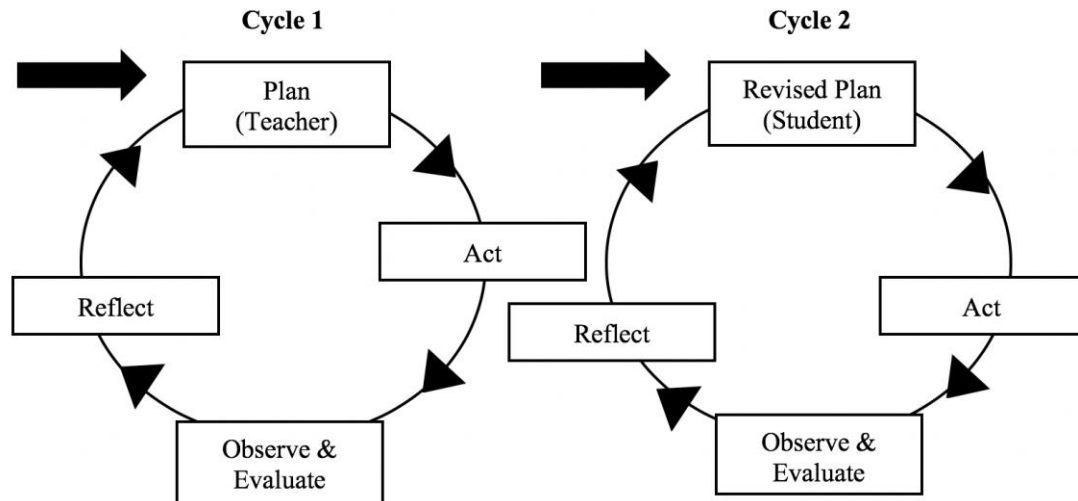 Cycle 1
Plan
(Teacher)
Act
Observe &
Evaluate
Reflect
Cycle 2
Revised Plan
(Student)
Act
Observe &
Evaluate
Reflect